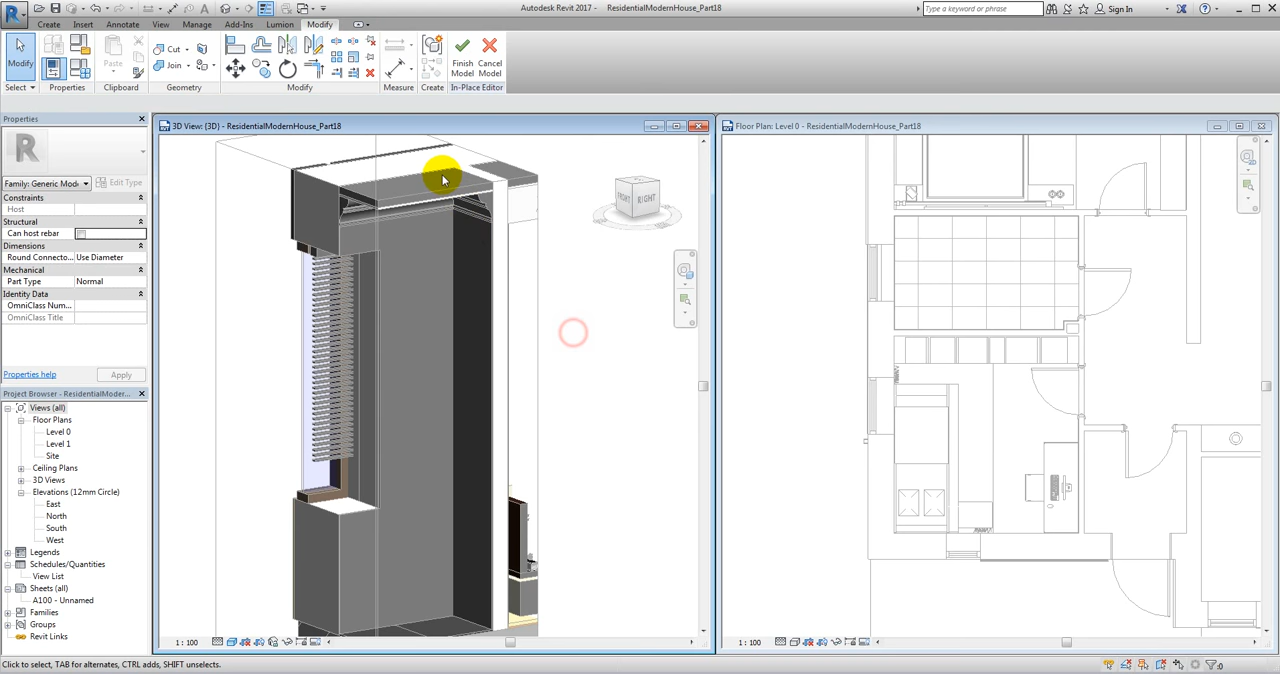 Autodesk Revit 2017 - ResidentialModernHouse_Part18
Type a keyword or phrase
Sign In
Create Insert Annotate View Manage Add-Ins Lumion Modify
Modify
Paste
Cut
Join
Finish Model
Cancel Model
Select Properties Clipboard Geometry Modify Measure Create In-Place Editor
Properties
Family: Generic Mode
Edit Type
Constraints
Host
Structural
Can host rebar
Dimensions
Round Connecto... Use Diameter
Mechanical
Part Type Normal
Identity Data
OmniClass Num...
OmniClass Title
Properties help
Apply
Project Browser - ResidentialModer...
Views (all)
Floor Plans
Level 0
Level 1
Site
Ceiling Plans
3D Views
Elevations (12mm Circle)
East
North
South
West
Legends
Schedules/Quantities
View List
Sheets (all)
A100 - Unnamed
Families
Groups
Revit Links
3D View: {3D} - ResidentialModernHouse_Part18
FRONT RIGHT
1 : 100
Floor Plan: Level 0 - ResidentialModernHouse_Part18
1 : 100
Click to select, TAB for alternates, CTRL adds, SHIFT unselects.
:0